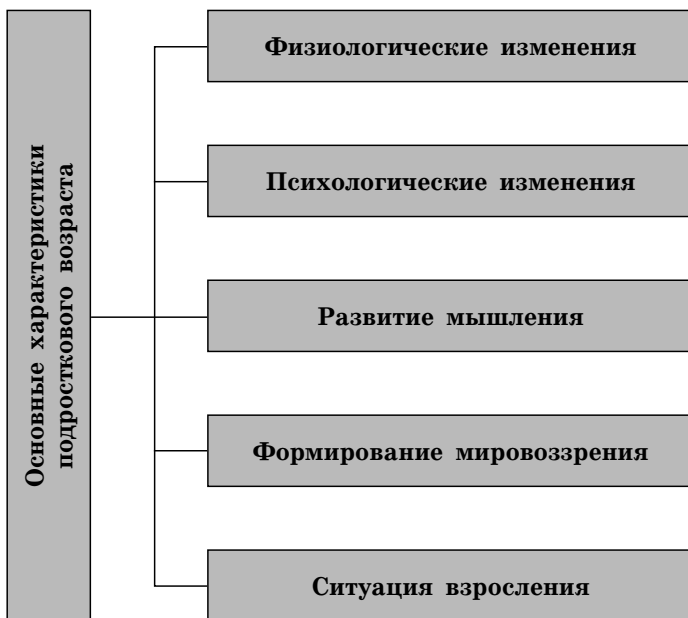 Основные характеристики
подросткового возраста
Физиологические изменения
Психологические изменения
Развитие мышления
Формирование мировоззрения
Ситуация взросления